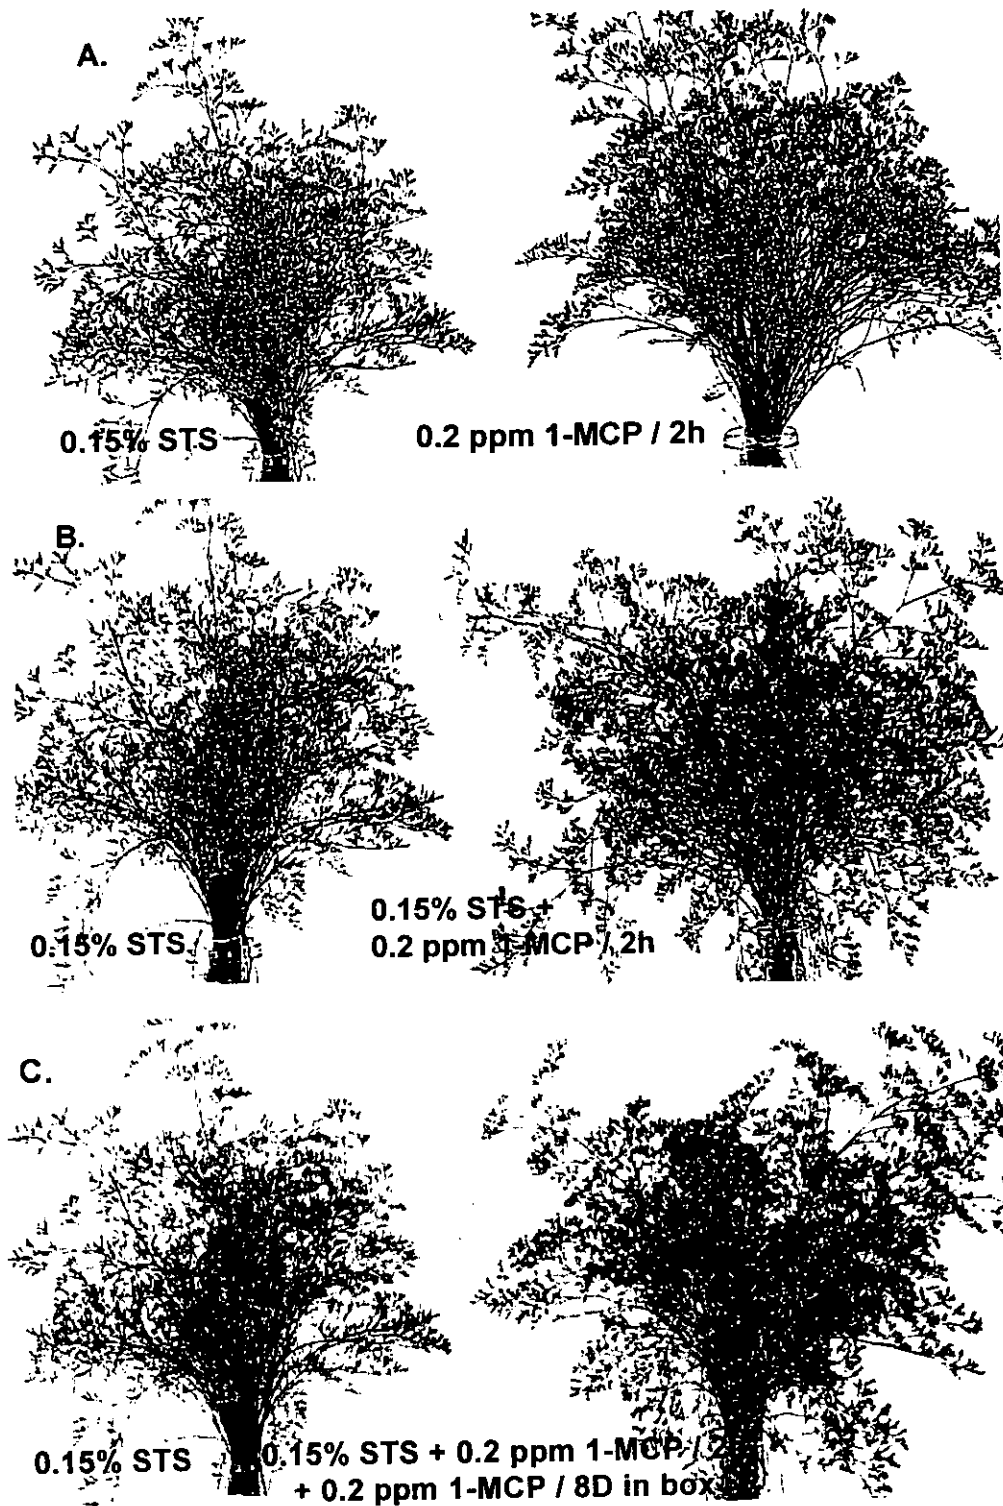 A.
0.15% STS
0.2 ppm 1-MCP / 2h
B.
0.15% STS
0.15% STS +
0.2 ppm 1-MCP / 2h
C.
0.15% STS
0.15% STS + 0.2 ppm 1-MCP / 2
+ 0.2 ppm 1-MCP / 8D in box